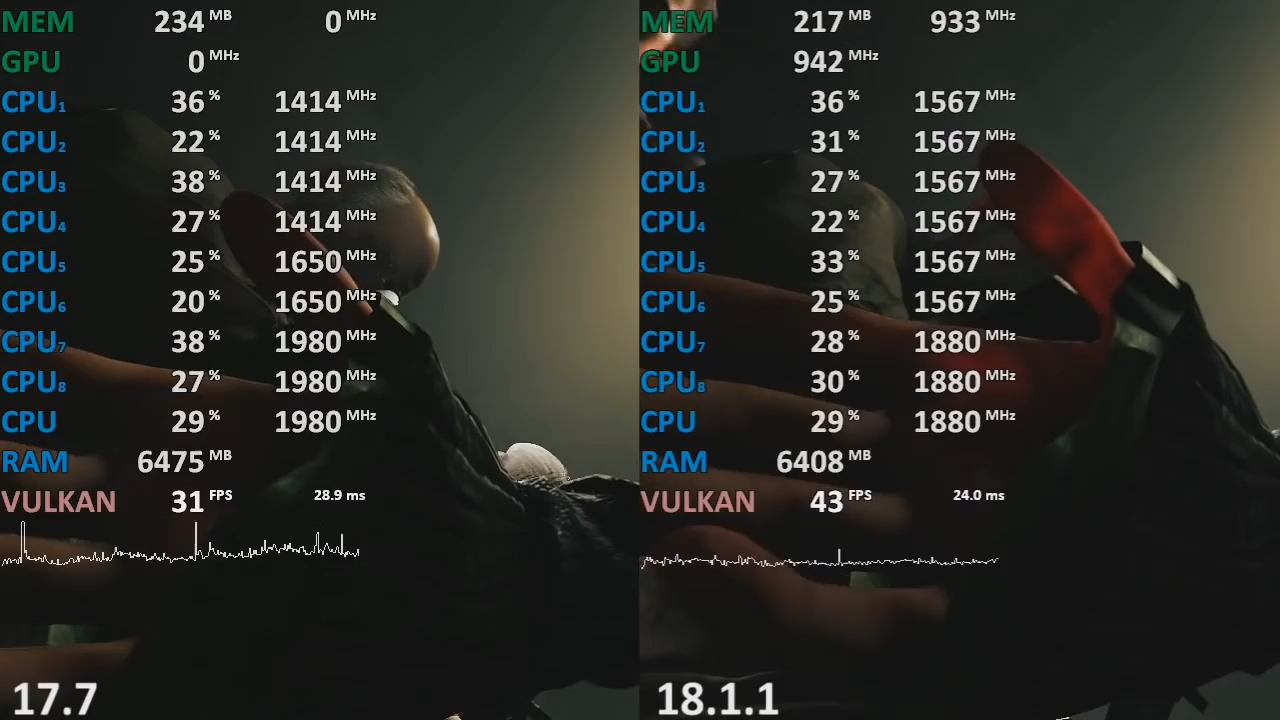 MEM 234 MB 0 MHz
GPU 0 MHz
CPU1 36 % 1414 MHz
CPU2 22 % 1414 MHz
CPU3 38 % 1414 MHz
CPU4 27 % 1414 MHz
CPU5 25 % 1650 MHz
CPU6 20 % 1650 MHz
CPU7 38 % 1980 MHz
CPU8 27 % 1980 MHz
CPU 29 % 1980 MHz
RAM 6475 MB
VULKAN 31 FPS 28.9 ms
17.7
MEM 217 MB 933 MHz
GPU 942 MHz
CPU1 36 % 1567 MHz
CPU2 31 % 1567 MHz
CPU3 27 % 1567 MHz
CPU4 22 % 1567 MHz
CPU5 33 % 1567 MHz
CPU6 25 % 1567 MHz
CPU7 28 % 1880 MHz
CPU8 30 % 1880 MHz
CPU 29 % 1880 MHz
RAM 6408 MB
VULKAN 43 FPS 24.0 ms
18.1.1